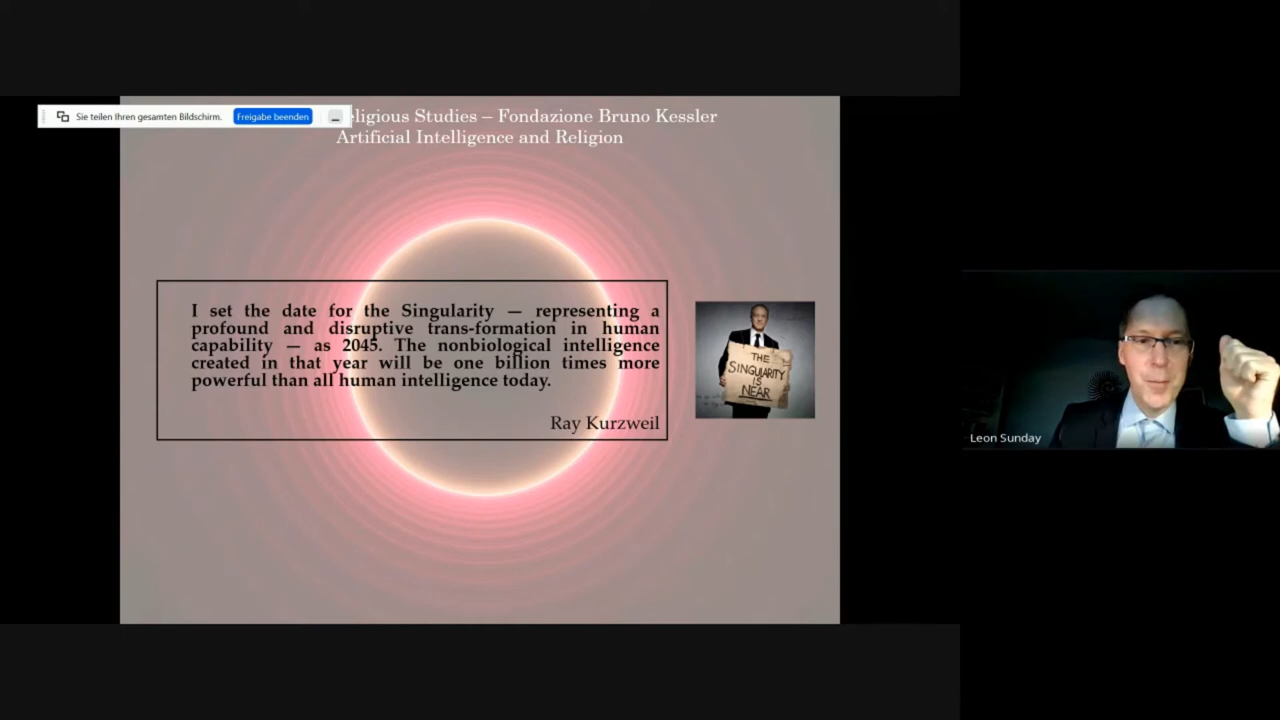 Sie teilen Ihren gesamten Bildschirm. Freigabe beenden
Religious Studies – Fondazione Bruno Kessler
Artificial Intelligence and Religion
I set the date for the Singularity — representing a
profound and disruptive trans-formation in human
capability — as 2045. The nonbiological intelligence
created in that year will be one billion times more
powerful than all human intelligence today.
Ray Kurzweil
THE
SINGULARITY
IS
NEAR
Leon Sunday